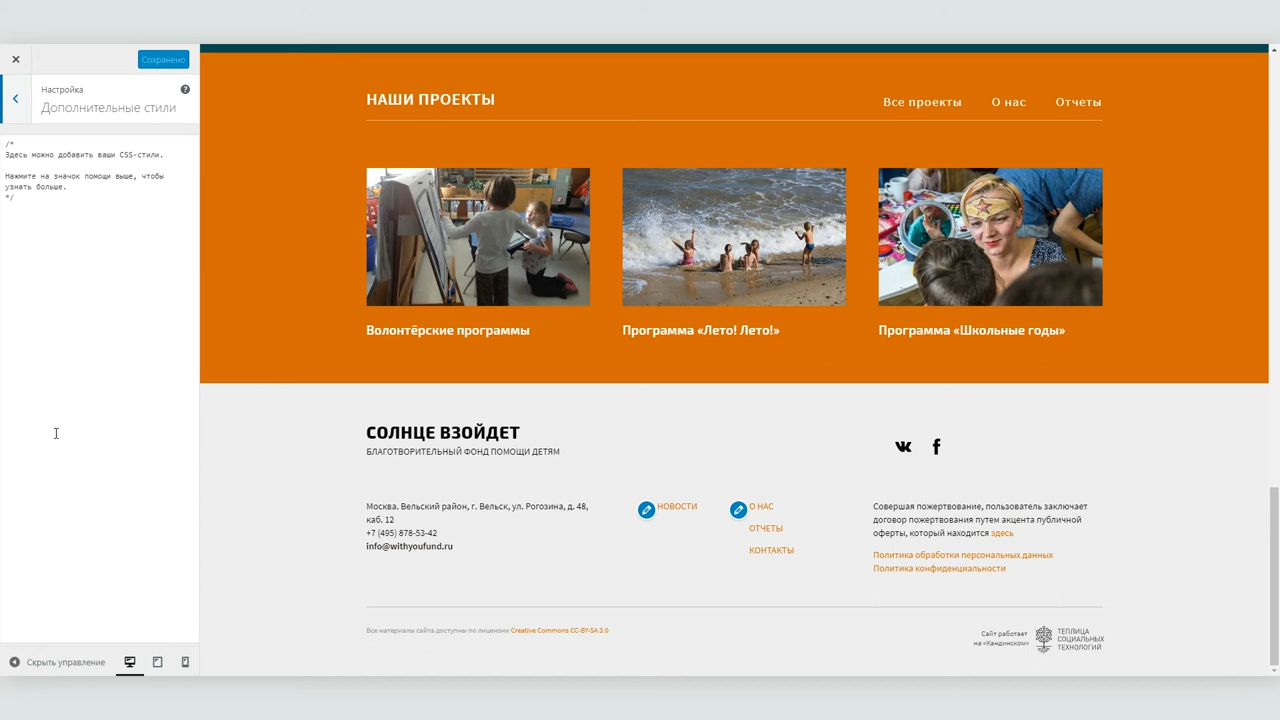 Сохранено
Настройка
Дополнительные стили
/*
Здесь можно добавить ваши CSS-стили.
Нажмите на значок помощи выше, чтобы
узнать больше.
*/
Скрыть управление
НАШИ ПРОЕКТЫ
Все проекты
О нас
Отчеты
Волонтёрские программы
Программа «Лето! Лето!»
Программа «Школьные годы»
СОЛНЦЕ ВЗОЙДЕТ
БЛАГОТВОРИТЕЛЬНЫЙ ФОНД ПОМОЩИ ДЕТЯМ
Москва. Вельский район, г. Вельск, ул. Рогозина, д. 48,
каб. 12
+7 (495) 878-53-42
info@withyoufund.ru
НОВОСТИ
О НАС
ОТЧЕТЫ
КОНТАКТЫ
Совершая пожертвование, пользователь заключает
договор пожертвования путем акцента публичной
оферты, который находится здесь
Политика обработки персональных данных
Политика конфиденциальности
Все материалы сайта доступны по лицензии Creative Commons CC-BY-SA 3.0
Сайт работает
на «Кандинском»
ТЕПЛИЦА
СОЦИАЛЬНЫХ
ТЕХНОЛОГИЙ